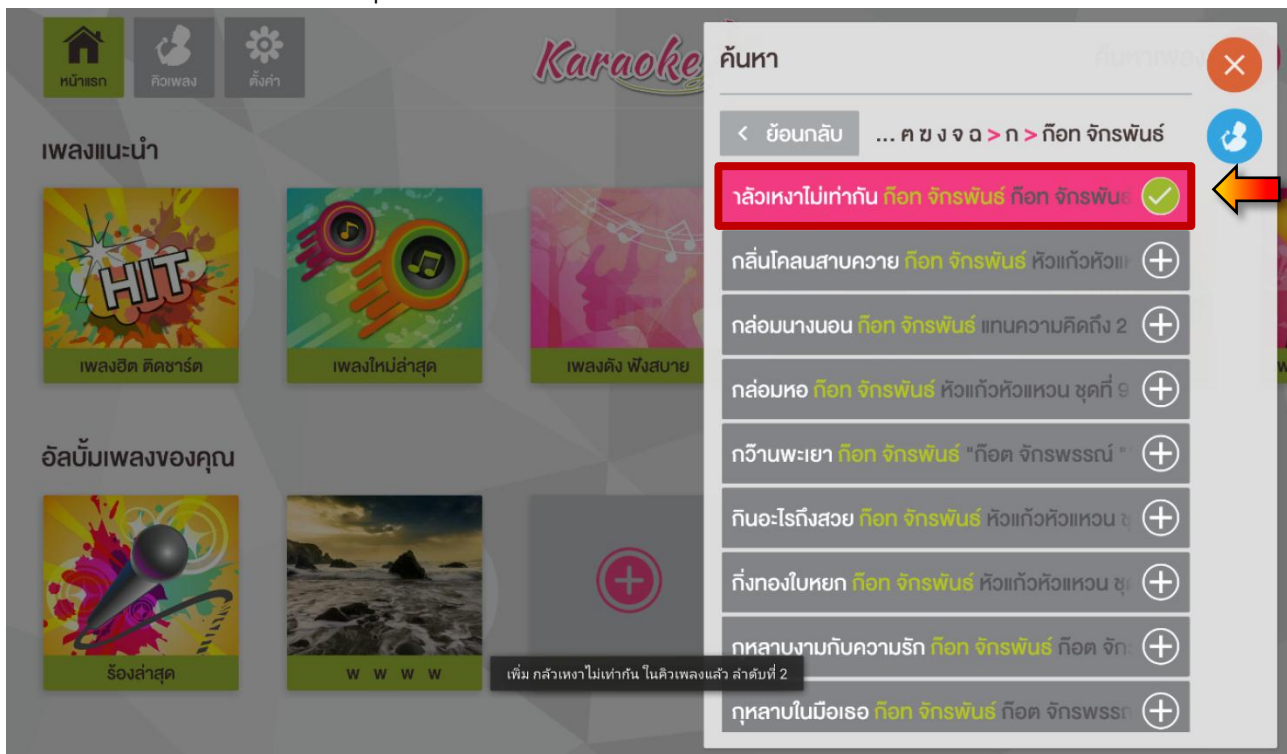 หน้าแรก
คิวเพลง
ตั้งค่า
Karaoke
ค้นหา
ค้นหาเพลง
< ย้อนกลับ ... ฅ ฆ ง จ ฉ > ก > ก๊อท จักรพันธ์
เพลงแนะนำ
าลัวเหงาไม่เท่ากัน ก๊อท จักรพันธ์ ก๊อท จักรพันธ์
กลิ่นโคลนสาบควาย ก๊อท จักรพันธ์ หัวแก้วหัวแห
กล่อมนางนอน ก๊อท จักรพันธ์ แทนความคิดถึง 2
กล่อมหอ ก๊อท จักรพันธ์ หัวแก้วหัวแหวน ชุดที่ 9
กว๊านพะเยา ก๊อท จักรพันธ์ "ก๊อต จักรพรรณ์ "
กินอะไรถึงสวย ก๊อท จักรพันธ์ หัวแก้วหัวแหวน ชุ
กิ่งทองใบหยก ก๊อท จักรพันธ์ หัวแก้วหัวแหวน ชุ
กุหลาบงามกับความรัก ก๊อท จักรพันธ์ ก๊อต จัก
กุหลาบในมือเธอ ก๊อท จักรพันธ์ ก๊อต จักรพรรณ
HIT
เพลงฮิต ติดชาร์ต
เพลงใหม่ล่าสุด
เพลงดัง ฟังสบาย
อัลบั้มเพลงของคุณ
ร้องล่าสุด
W W W W
เพิ่ม กลัวเหงาไม่เท่ากัน ในคิวเพลงแล้ว ลำดับที่ 2